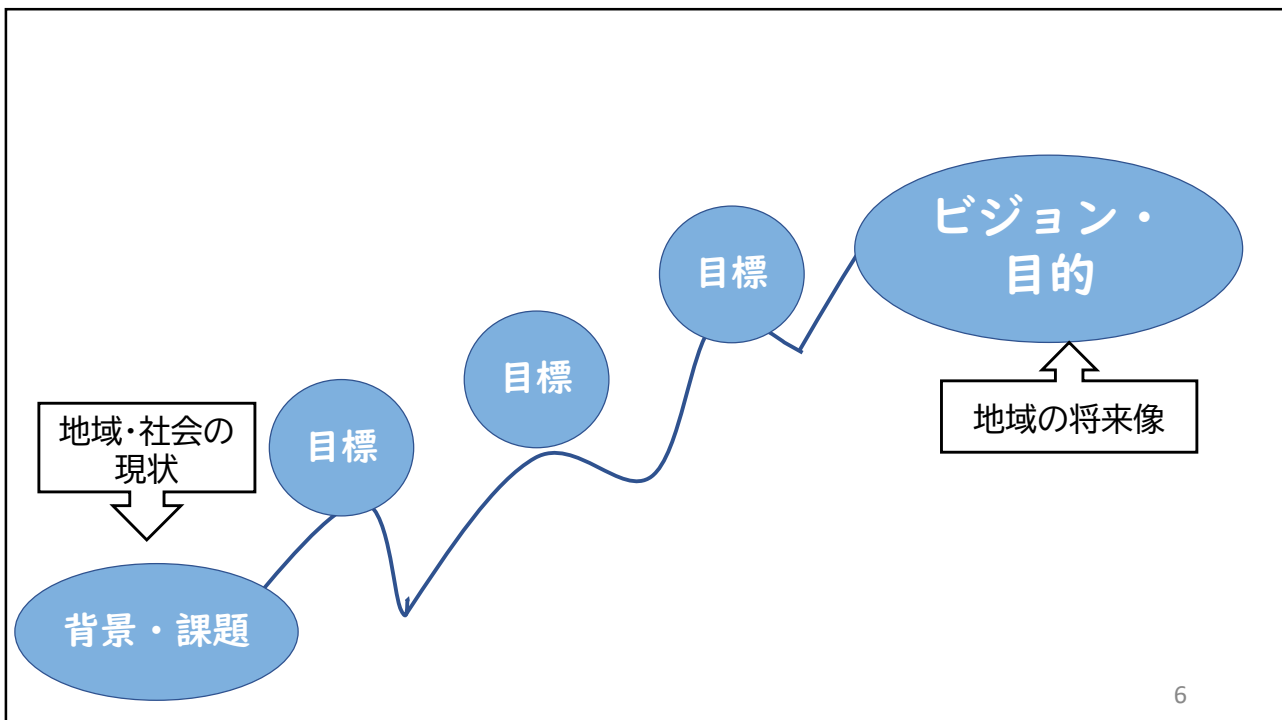 ビジョン・
目的
目標
目標
目標
地域・社会の
現状
地域の将来像
背景・課題
6